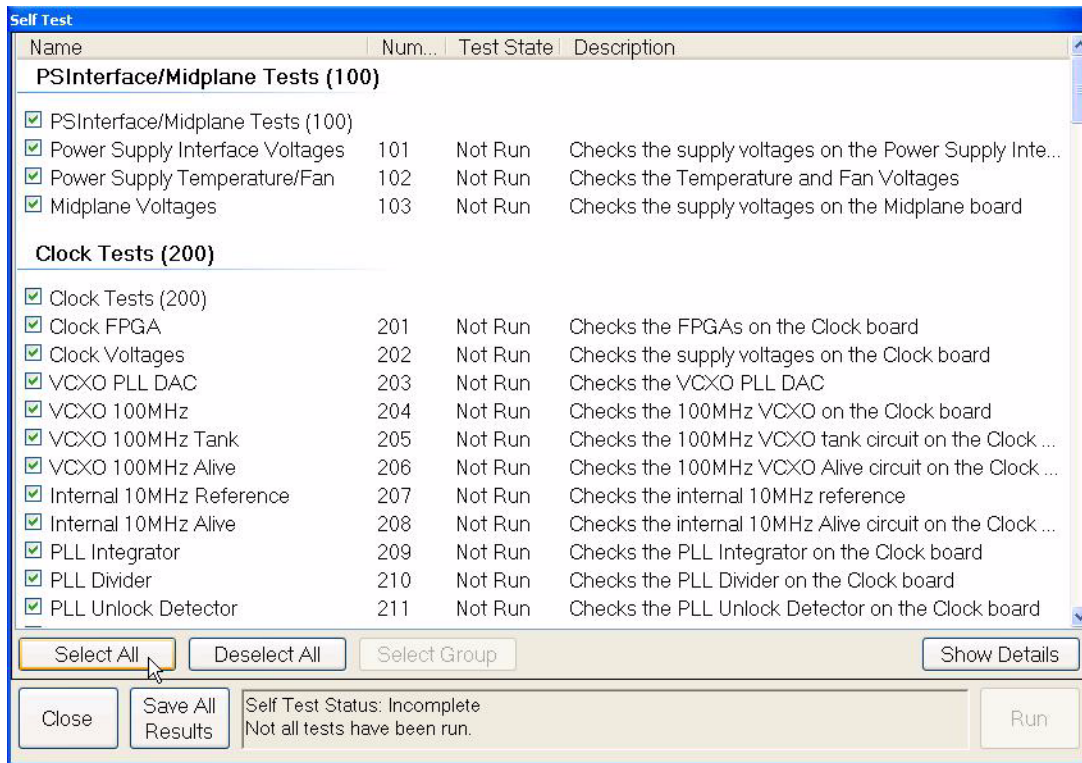 Self Test
Name Num... Test State Description
PSInterface/Midplane Tests (100)
PSInterface/Midplane Tests (100)
Power Supply Interface Voltages 101 Not Run Checks the supply voltages on the Power Supply Inte...
Power Supply Temperature/Fan 102 Not Run Checks the Temperature and Fan Voltages
Midplane Voltages 103 Not Run Checks the supply voltages on the Midplane board
Clock Tests (200)
Clock Tests (200)
Clock FPGA 201 Not Run Checks the FPGAs on the Clock board
Clock Voltages 202 Not Run Checks the supply voltages on the Clock board
VCXO PLL DAC 203 Not Run Checks the VCXO PLL DAC
VCXO 100MHz 204 Not Run Checks the 100MHz VCXO on the Clock board
VCXO 100MHz Tank 205 Not Run Checks the 100MHz VCXO tank circuit on the Clock ...
VCXO 100MHz Alive 206 Not Run Checks the 100MHz VCXO Alive circuit on the Clock ...
Internal 10MHz Reference 207 Not Run Checks the internal 10MHz reference
Internal 10MHz Alive 208 Not Run Checks the internal 10MHz Alive circuit on the Clock ...
PLL Integrator 209 Not Run Checks the PLL Integrator on the Clock board
PLL Divider 210 Not Run Checks the PLL Divider on the Clock board
PLL Unlock Detector 211 Not Run Checks the PLL Unlock Detector on the Clock board
Select All Deselect All Select Group Show Details
Close Save All Results Self Test Status: Incomplete
Not all tests have been run. Run